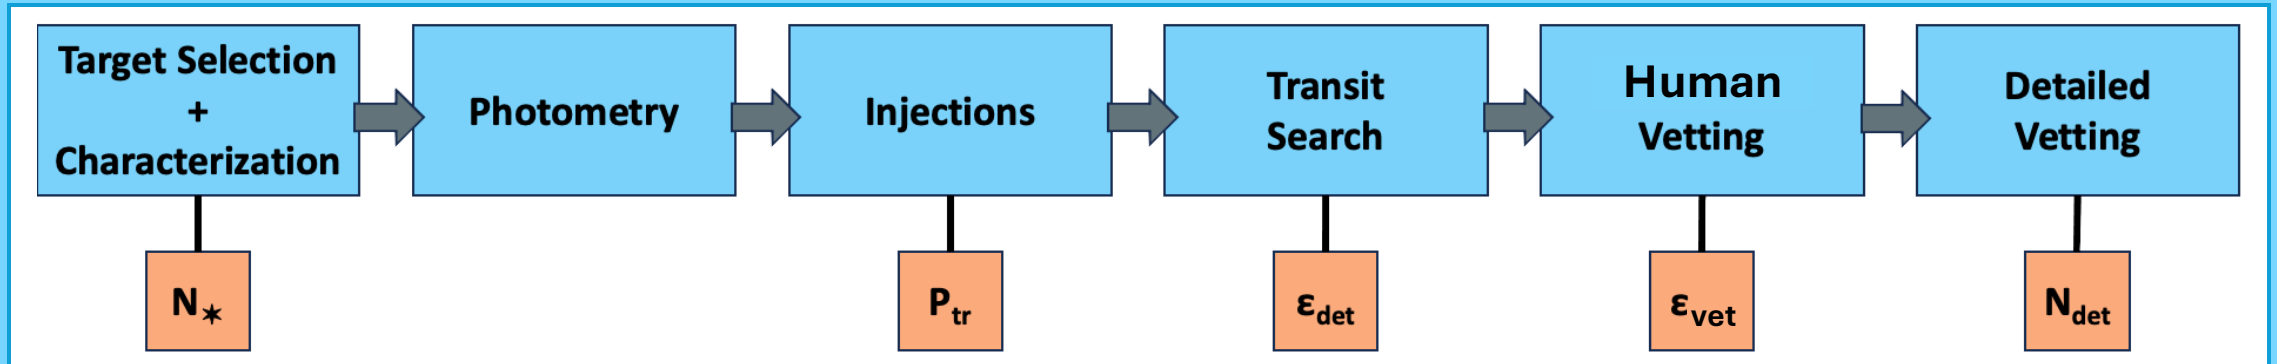 Target Selection
+
Characterization
Photometry
Injections
Transit
Search
Human
Vetting
Detailed
Vetting
N✶
Ptr
εdet
εvet
Ndet